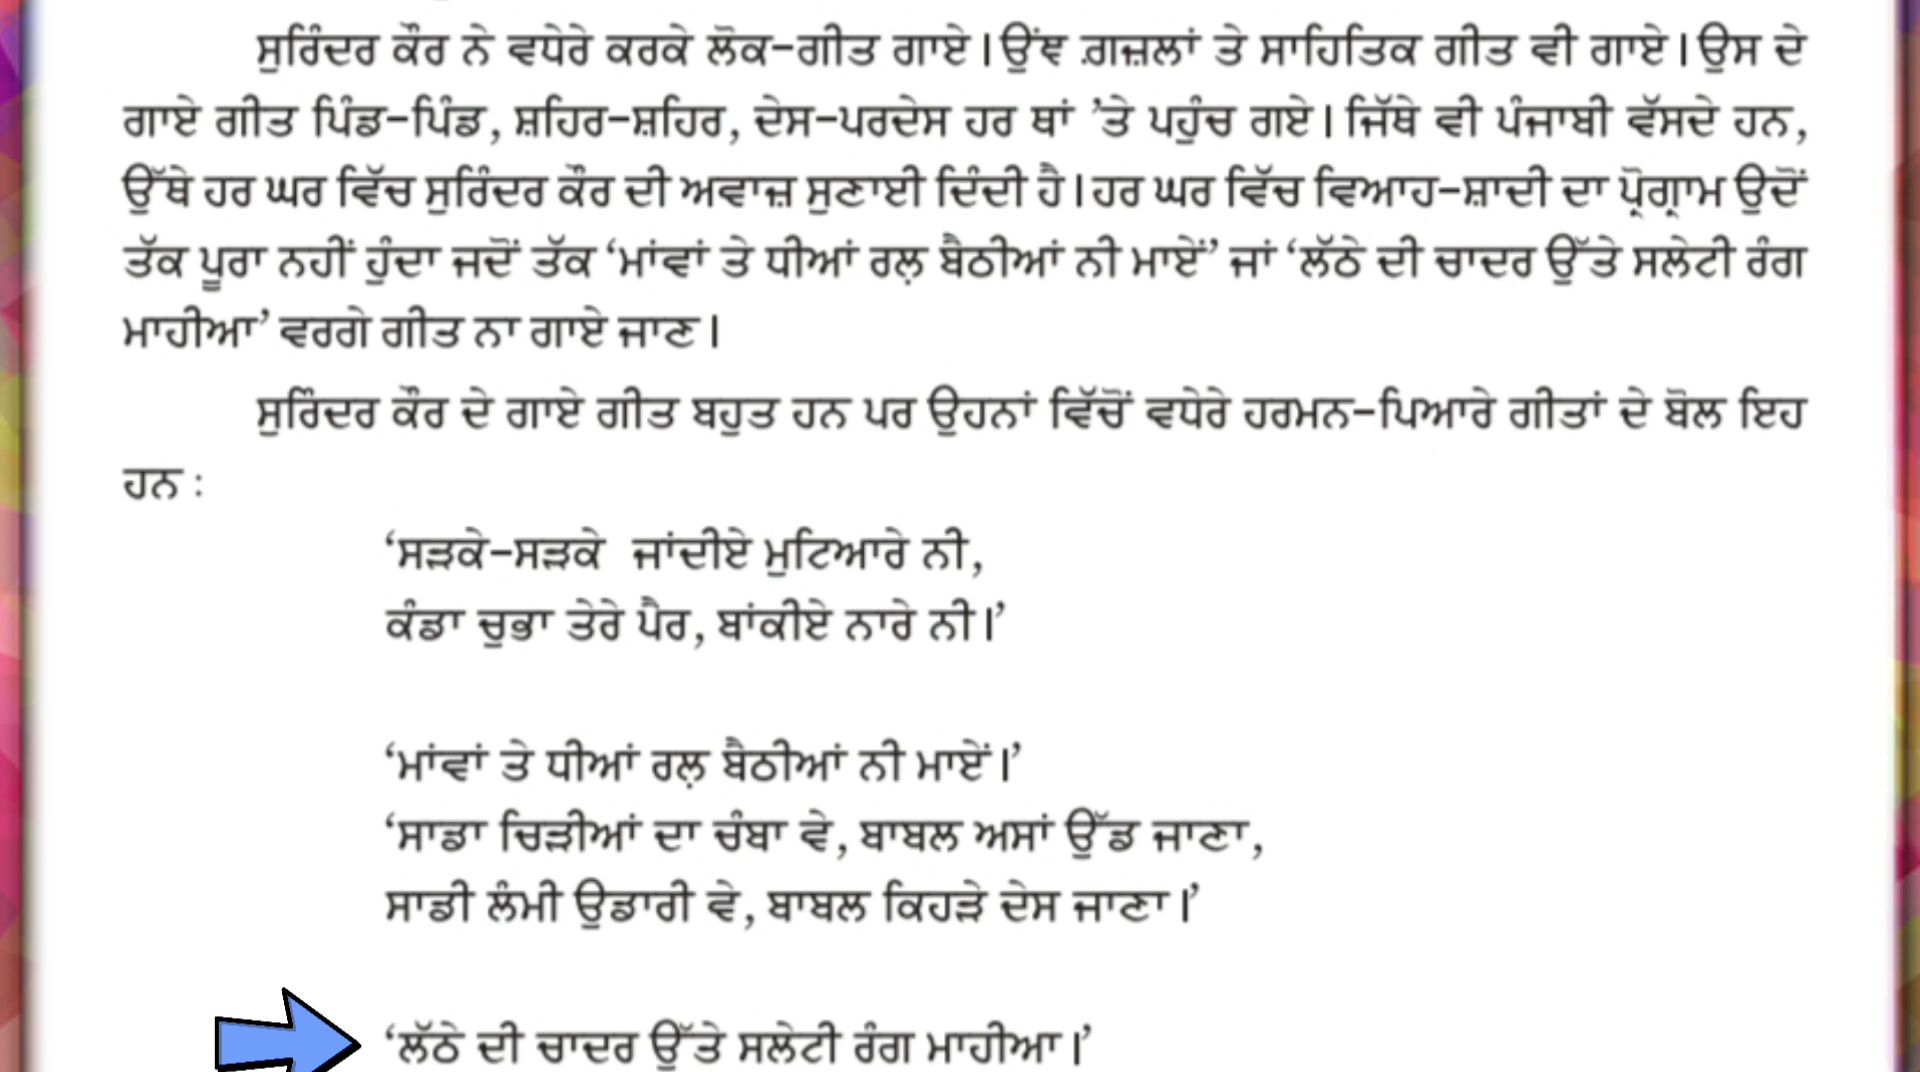 ਸੁਰਿੰਦਰ ਕੌਰ ਨੇ ਵਧੇਰੇ ਕਰਕੇ ਲੋਕ-ਗੀਤ ਗਾਏ। ਉਂਞ ਗ਼ਜ਼ਲਾਂ ਤੇ ਸਾਹਿਤਿਕ ਗੀਤ ਵੀ ਗਾਏ। ਉਸ ਦੇ
ਗਾਏ ਗੀਤ ਪਿੰਡ-ਪਿੰਡ, ਸ਼ਹਿਰ-ਸ਼ਹਿਰ, ਦੇਸ-ਪਰਦੇਸ ਹਰ ਥਾਂ ’ਤੇ ਪਹੁੰਚ ਗਏ। ਜਿੱਥੇ ਵੀ ਪੰਜਾਬੀ ਵੱਸਦੇ ਹਨ,
ਉੱਥੇ ਹਰ ਘਰ ਵਿੱਚ ਸੁਰਿੰਦਰ ਕੌਰ ਦੀ ਅਵਾਜ਼ ਸੁਣਾਈ ਦਿੰਦੀ ਹੈ। ਹਰ ਘਰ ਵਿੱਚ ਵਿਆਹ-ਸ਼ਾਦੀ ਦਾ ਪ੍ਰੋਗ੍ਰਾਮ ਉਦੋਂ
ਤੱਕ ਪੂਰਾ ਨਹੀਂ ਹੁੰਦਾ ਜਦੋਂ ਤੱਕ ‘ਮਾਂਵਾਂ ਤੇ ਧੀਆਂ ਰਲ਼ ਬੈਠੀਆਂ ਨੀ ਮਾਏਂ’ ਜਾਂ ‘ਲੱਠੇ ਦੀ ਚਾਦਰ ਉੱਤੇ ਸਲੇਟੀ ਰੰਗ
ਮਾਹੀਆ’ ਵਰਗੇ ਗੀਤ ਨਾ ਗਾਏ ਜਾਣ।
ਸੁਰਿੰਦਰ ਕੌਰ ਦੇ ਗਾਏ ਗੀਤ ਬਹੁਤ ਹਨ ਪਰ ਉਹਨਾਂ ਵਿੱਚੋਂ ਵਧੇਰੇ ਹਰਮਨ-ਪਿਆਰੇ ਗੀਤਾਂ ਦੇ ਬੋਲ ਇਹ
ਹਨ :
‘ਸੜਕੇ-ਸੜਕੇ ਜਾਂਦੀਏ ਮੁਟਿਆਰੇ ਨੀ,
ਕੰਡਾ ਚੁਭਾ ਤੇਰੇ ਪੈਰ, ਬਾਂਕੀਏ ਨਾਰੇ ਨੀ।’
‘ਮਾਂਵਾਂ ਤੇ ਧੀਆਂ ਰਲ਼ ਬੈਠੀਆਂ ਨੀ ਮਾਏਂ।’
‘ਸਾਡਾ ਚਿੜੀਆਂ ਦਾ ਚੰਬਾ ਵੇ, ਬਾਬਲ ਅਸਾਂ ਉੱਡ ਜਾਣਾ,
ਸਾਡੀ ਲੰਮੀ ਉਡਾਰੀ ਵੇ, ਬਾਬਲ ਕਿਹੜੇ ਦੇਸ ਜਾਣਾ।’
‘ਲੱਠੇ ਦੀ ਚਾਦਰ ਉੱਤੇ ਸਲੇਟੀ ਰੰਗ ਮਾਹੀਆ।’